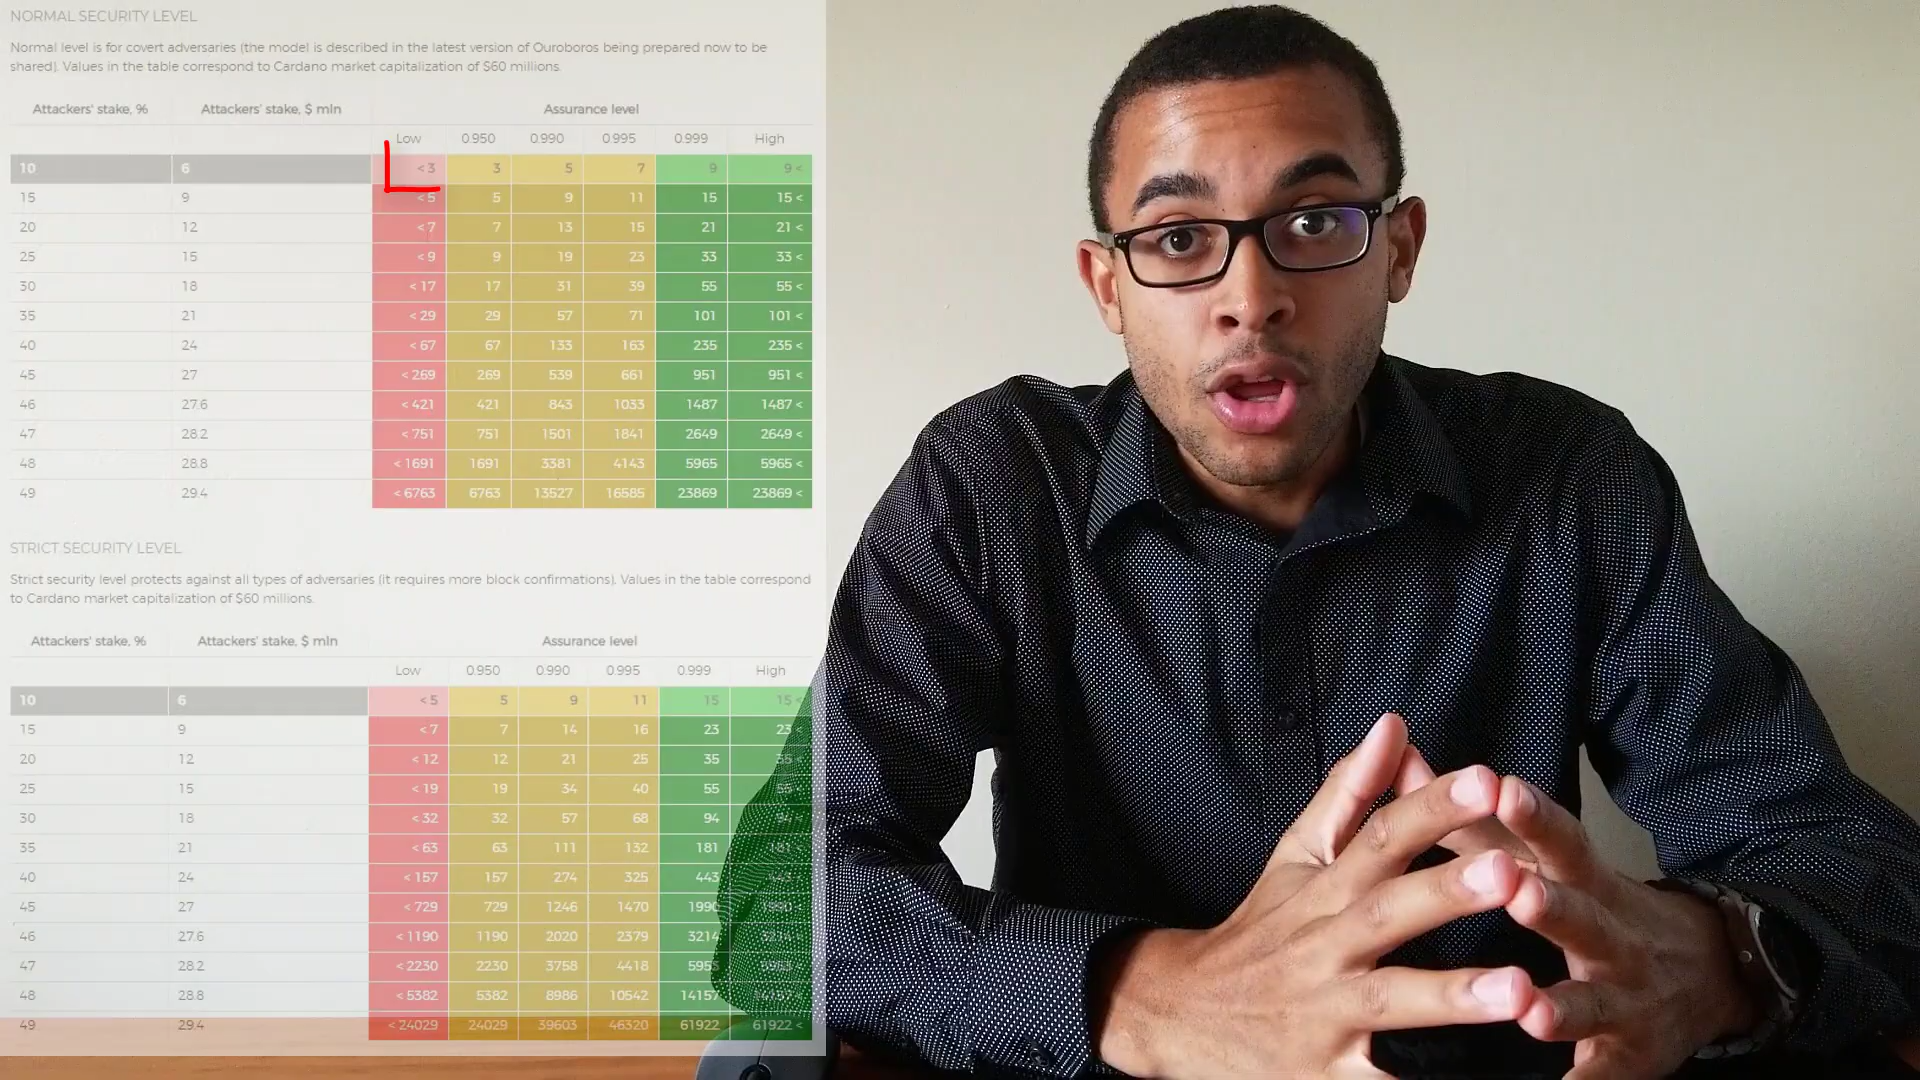 NORMAL SECURITY LEVEL
Normal level is for covert adversaries (the model is described in the latest version of Ouroboros being prepared now to be
shared). Values in the table correspond to Cardano market capitalization of $60 millions.
Attackers' stake, % Attackers' stake, $ mln Assurance level
Low 0.950 0.990 0.995 0.999 High
10 6 < 3 3 5 7 9 9 <
15 9 < 5 5 9 11 15 15 <
20 12 < 7 7 13 15 21 21 <
25 15 < 9 9 19 23 33 33 <
30 18 < 17 17 31 39 55 55 <
35 21 < 29 29 57 71 101 101 <
40 24 < 67 67 133 163 235 235 <
45 27 < 269 269 539 661 951 951 <
46 27.6 < 421 421 843 1033 1487 1487 <
47 28.2 < 751 751 1501 1841 2649 2649 <
48 28.8 < 1691 1691 3381 4143 5965 5965 <
49 29.4 < 6763 6763 13527 16585 23869 23869 <
STRICT SECURITY LEVEL
Strict security level protects against all types of adversaries (it requires more block confirmations). Values in the table correspond
to Cardano market capitalization of $60 millions.
Attackers' stake, % Attackers' stake, $ mln Assurance level
Low 0.950 0.990 0.995 0.999 High
10 6 < 5 5 9 11 15 15 <
15 9 < 7 7 14 16 23 23 <
20 12 < 12 12 21 25 35 35 <
25 15 < 19 19 34 40 55 55 <
30 18 < 32 32 57 68 94 94 <
35 21 < 63 63 111 132 181 181 <
40 24 < 157 157 274 325 443 443 <
45 27 < 729 729 1246 1470 1990 1990 <
46 27.6 < 1190 1190 2020 2379 3214
47 28.2 < 2230 2230 3758 4418 5955
48 28.8 < 5382 5382 8986 10542 14157
49 29.4 < 24029 24029 39603 46320 61922 61922 <